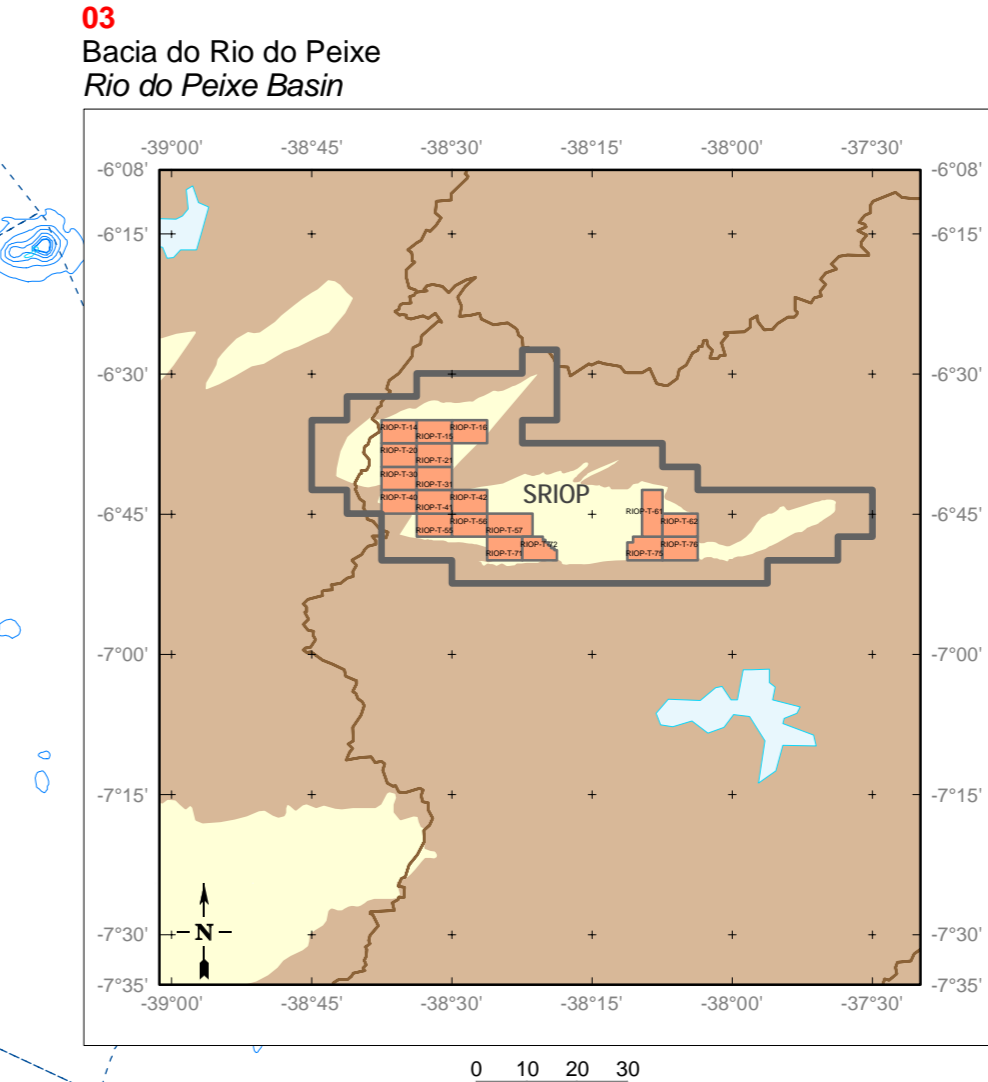 03
Bacia do Rio do Peixe
Rio do Peixe Basin
-39°00' -38°45' -38°30' -38°15' -38°00' -37°30'
-6°08' -6°08'
-6°15' -6°15'
-6°30' -6°30'
RIOP-T-14 RIOP-T-15 RIOP-T-16
RIOP-T-20 RIOP-T-21
RIOP-T-30 RIOP-T-31
RIOP-T-40 RIOP-T-41 RIOP-T-42
SRIOP
RIOP-T-61
-6°45' -6°45'
RIOP-T-55 RIOP-T-56 RIOP-T-57 RIOP-T-62
RIOP-T-71 RIOP-T-72 RIOP-T-75 RIOP-T-76
-7°00' -7°00'
-7°15' -7°15'
N
-7°30' -7°30'
-7°35' -7°35'
-39°00' -38°45' -38°30' -38°15' -38°00' -37°30'
0 10 20 30